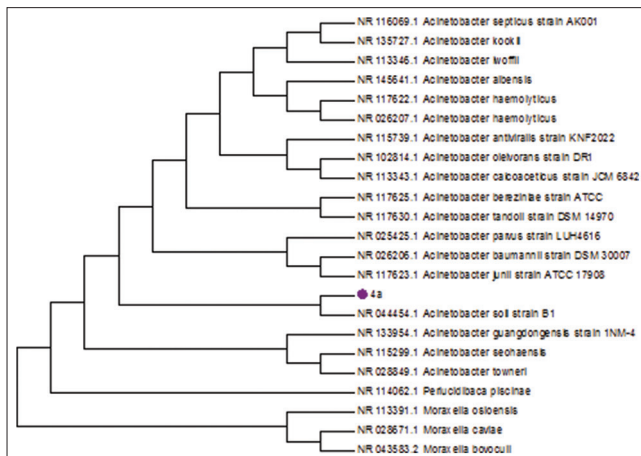 NR 116069.1 Acinetobacter septicus strain AK001
NR 135727.1 Acinetobacter kookii
NR 113346.1 Acinetobacter lwoffii
NR 145641.1 Acinetobacter albensis
NR 117622.1 Acinetobacter haemolyticus
NR 026207.1 Acinetobacter haemolyticus
NR 115739.1 Acinetobacter antiviralis strain KNF2022
NR 102814.1 Acinetobacter oleivorans strain DR1
NR 113343.1 Acinetobacter calcoaceticus strain JCM 6842
NR 117625.1 Acinetobacter bereziniae strain ATCC
NR 117630.1 Acinetobacter tandoii strain DSM 14970
NR 025425.1 Acinetobacter parvus strain LUH4616
NR 026206.1 Acinetobacter baumannii strain DSM 30007
NR 117623.1 Acinetobacter junii strain ATCC 17908
4a
NR 044454.1 Acinetobacter soli strain B1
NR 133954.1 Acinetobacter guangdongensis strain 1NM-4
NR 115299.1 Acinetobacter seohaensis
NR 028849.1 Acinetobacter towneri
NR 114062.1 Perlucidibaca piscinae
NR 113391.1 Moraxella osloensis
NR 028671.1 Moraxella caviae
NR 043583.2 Moraxella bovoculi